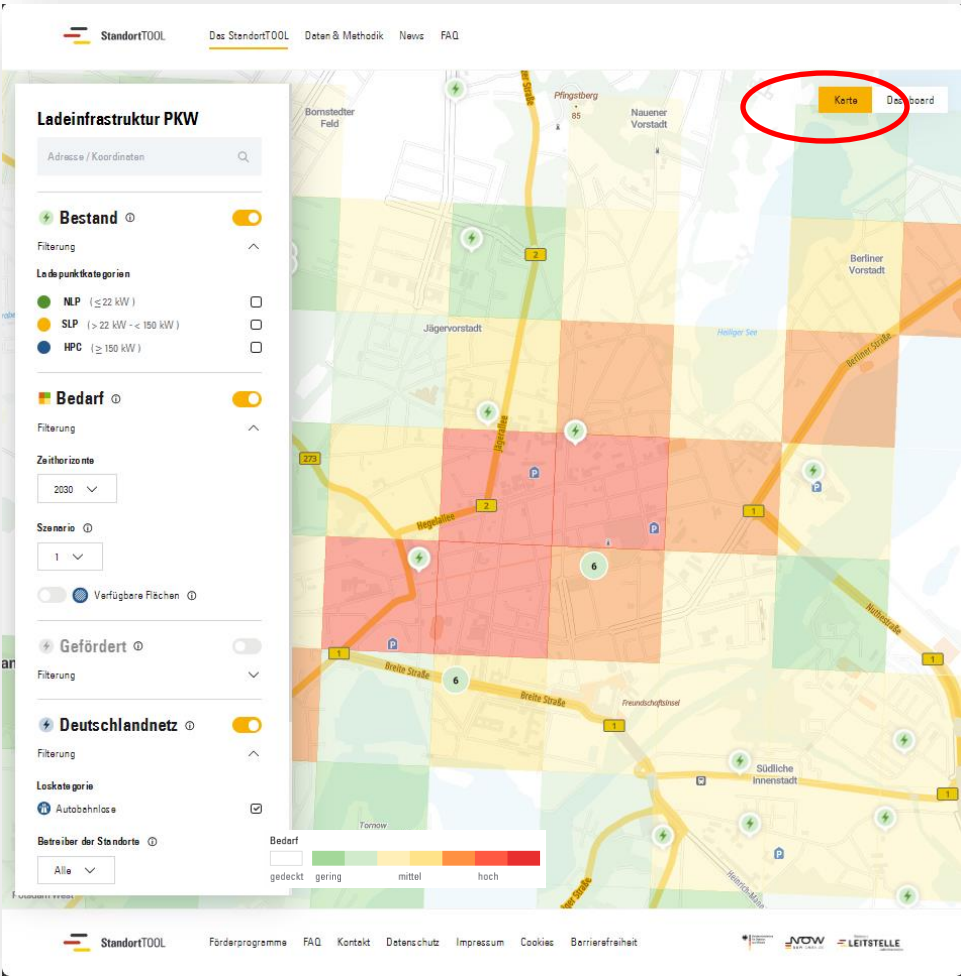 StandortTOOL
Das StandortTOOL Daten & Methodik News FAQ
Ladeinfrastruktur PKW
Adresse / Koordinaten
Bestand
Filterung
Ladepunktkategorien
NLP (≤22 kW)
SLP (> 22 kW - < 150 kW)
HPC (≥ 150 kW)
Bedarf
Filterung
Zeithorizonte
2030
Szenario
1
Verfügbare Flächen
Gefördert
Filterung
Deutschlandnetz
Filterung
Loskategorie
Autobahnlose
Betreiber der Standorte
Alle
Karte
Bornstedter
Feld
Pfingstberg
85
Nauener
Vorstadt
2
Berliner
Vorstadt
Jägervorstadt
Heiliger See
Berliner Straße
Jägerallee
273
P
2
Hegelallee
P
1
P
6
Nuthestraße
P
1
1
Breite Straße
6
Breite Straße
Freundschaftsinsel
1
Südliche
Innenstadt
1
Tornow
P
Bedarf
gedeckt gering mittel hoch
Potsdam West
StandortTOOL
Förderprogramme FAQ Kontakt Datenschutz Impressum Cookies Barrierefreiheit
NOW
LEITSTELLE